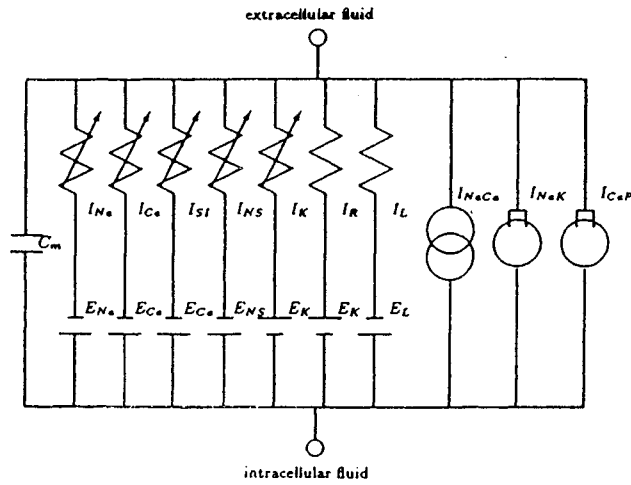 extracellular fluid
I_Na I_Ca I_SI I_NS I_K I_R I_L I_NaCa I_NaK I_CaP
C_m
E_Na E_Ca E_Ca E_NS E_K E_K E_L
intracellular fluid